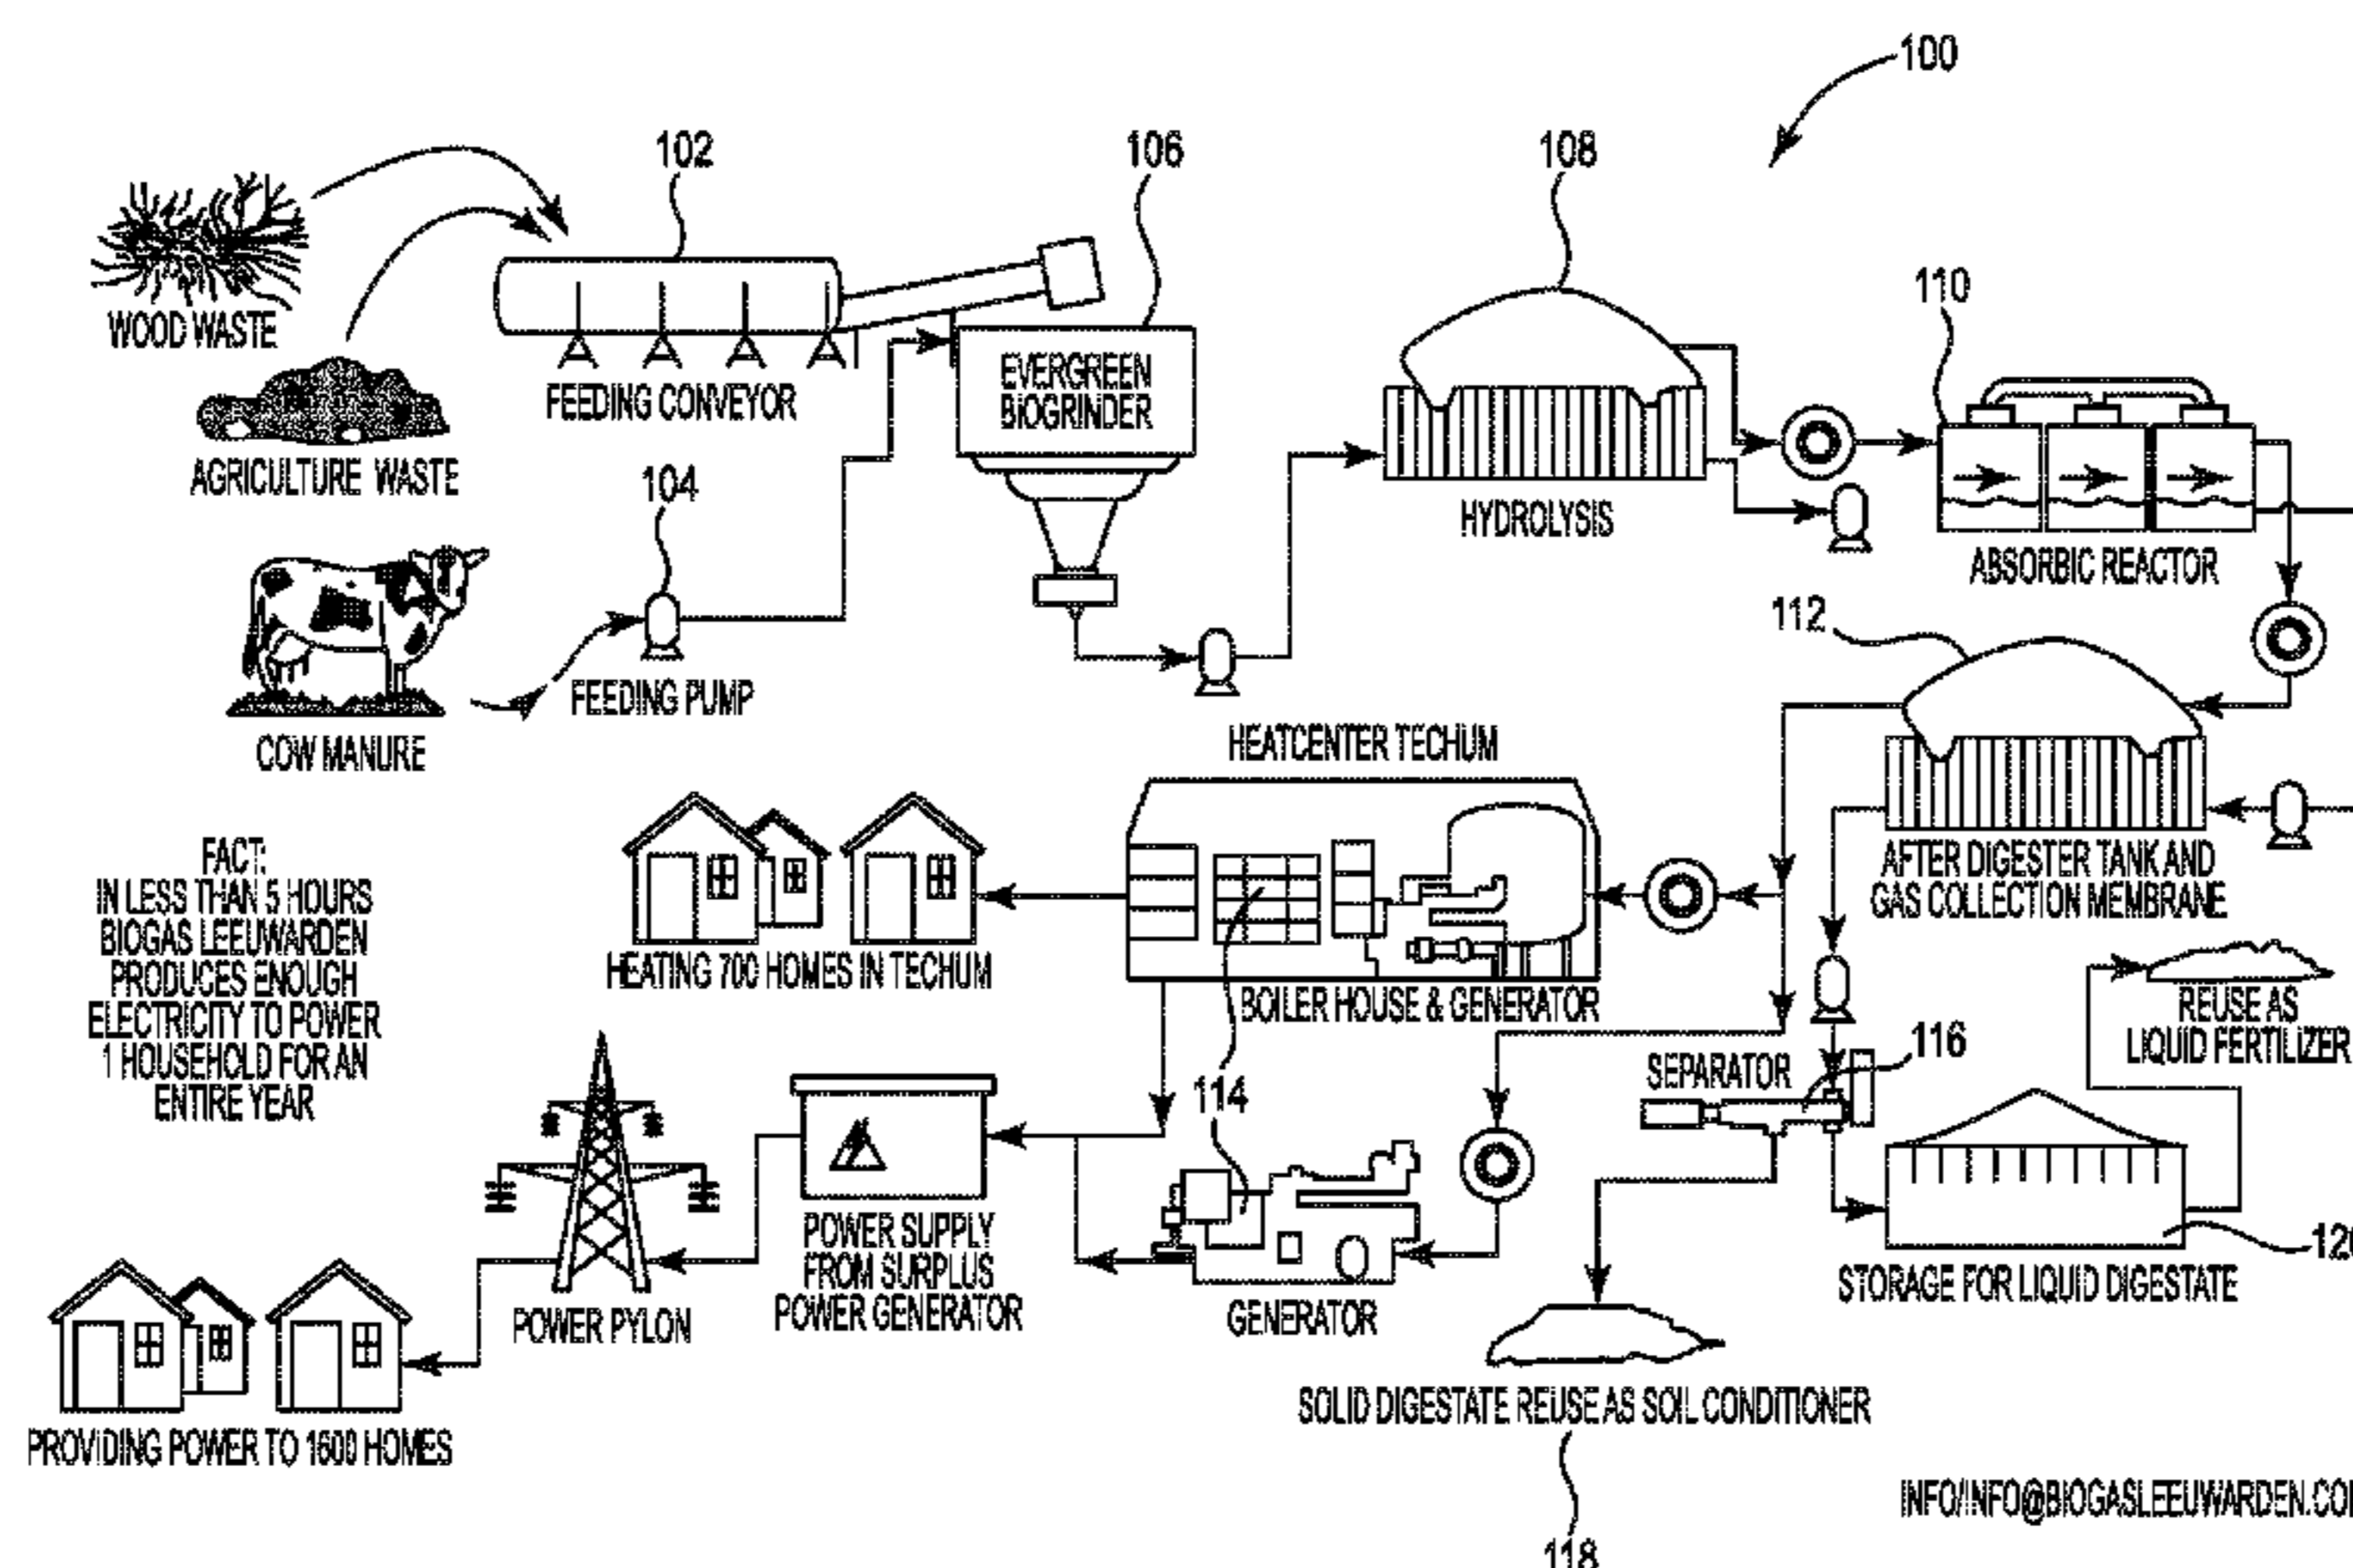 100
102
106
108
110
WOOD WASTE
FEEDING CONVEYOR
EVERGREEN
BIOGRINDER
AGRICULTURE WASTE
104
HYDROLYSIS
ABSORBIC REACTOR
112
FEEDING PUMP
COW MANURE
HEATCENTER TECHUM
FACT:
IN LESS THAN 5 HOURS
BIOGAS LEEUWARDEN
PRODUCES ENOUGH
ELECTRICITY TO POWER
1 HOUSEHOLD FOR AN
ENTIRE YEAR
AFTER DIGESTER TANK AND
GAS COLLECTION MEMBRANE
HEATING 700 HOMES IN TECHUM
BOILER HOUSE & GENERATOR
REUSE AS
LIQUID FERTILIZER
SEPARATOR
116
114
POWER SUPPLY
FROM SURPLUS
POWER GENERATOR
POWER PYLON
GENERATOR
STORAGE FOR LIQUID DIGESTATE
SOLID DIGESTATE REUSE AS SOIL CONDITIONER
PROVIDING POWER TO 1600 HOMES
118